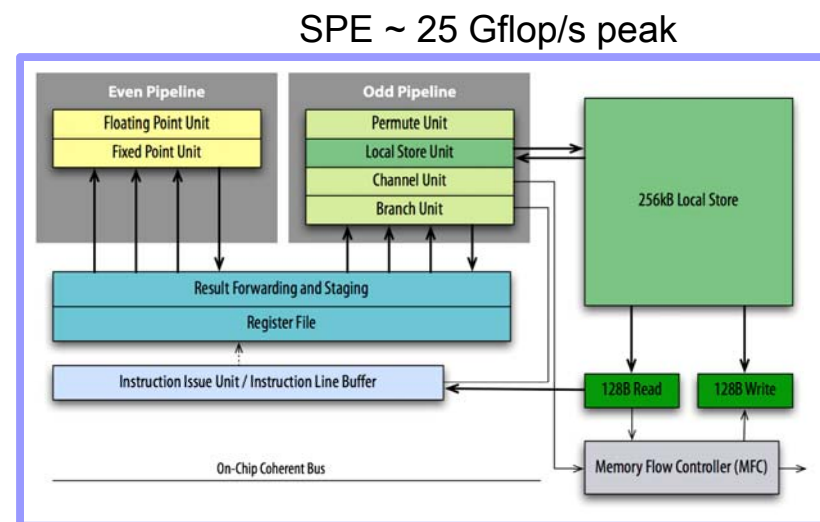 SPE ~ 25 Gflop/s peak
Even Pipeline
Floating Point Unit
Fixed Point Unit
Odd Pipeline
Permute Unit
Local Store Unit
Channel Unit
Branch Unit
256kB Local Store
Result Forwarding and Staging
Register File
Instruction Issue Unit / Instruction Line Buffer
128B Read
128B Write
On-Chip Coherent Bus
Memory Flow Controller (MFC)